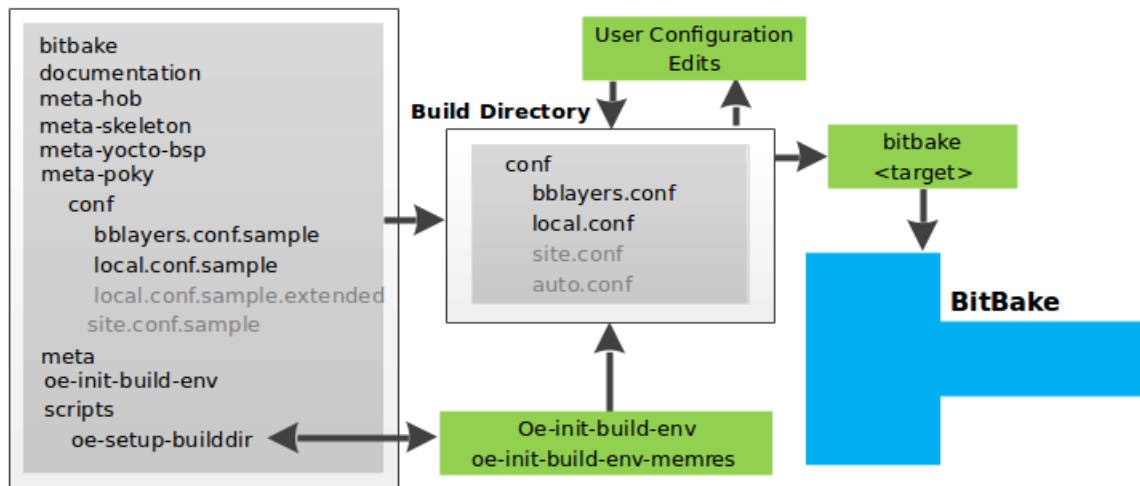 bitbake
documentation
meta-hob
meta-skeleton
meta-yocto-bsp
meta-poky
conf
bblayers.conf.sample
local.conf.sample
local.conf.sample.extended
site.conf.sample
meta
oe-init-build-env
scripts
oe-setup-builddir
User Configuration
Edits
Build Directory
conf
bblayers.conf
local.conf
site.conf
auto.conf
Oe-init-build-env
oe-init-build-env-memres
bitbake
<target>
BitBake